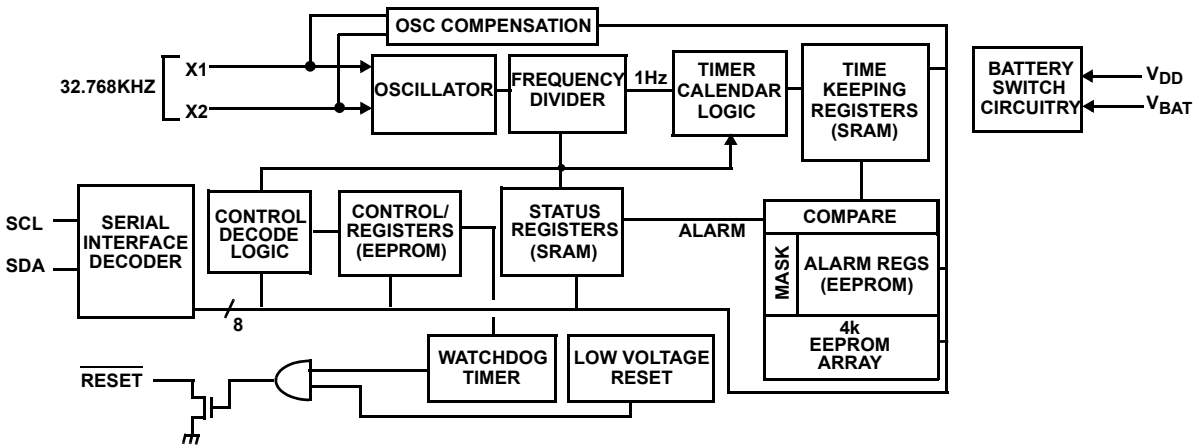 OSC COMPENSATION
32.768KHZ
X1
X2
OSCILLATOR
FREQUENCY
DIVIDER
1Hz
TIMER
CALENDAR
LOGIC
TIME
KEEPING
REGISTERS
(SRAM)
BATTERY
SWITCH
CIRCUITRY
VDD
VBAT
SCL
SDA
SERIAL
INTERFACE
DECODER
CONTROL
DECODE
LOGIC
CONTROL/
REGISTERS
(EEPROM)
STATUS
REGISTERS
(SRAM)
ALARM
COMPARE
MASK
ALARM REGS
(EEPROM)
4k
EEPROM
ARRAY
8
WATCHDOG
TIMER
LOW VOLTAGE
RESET
RESET